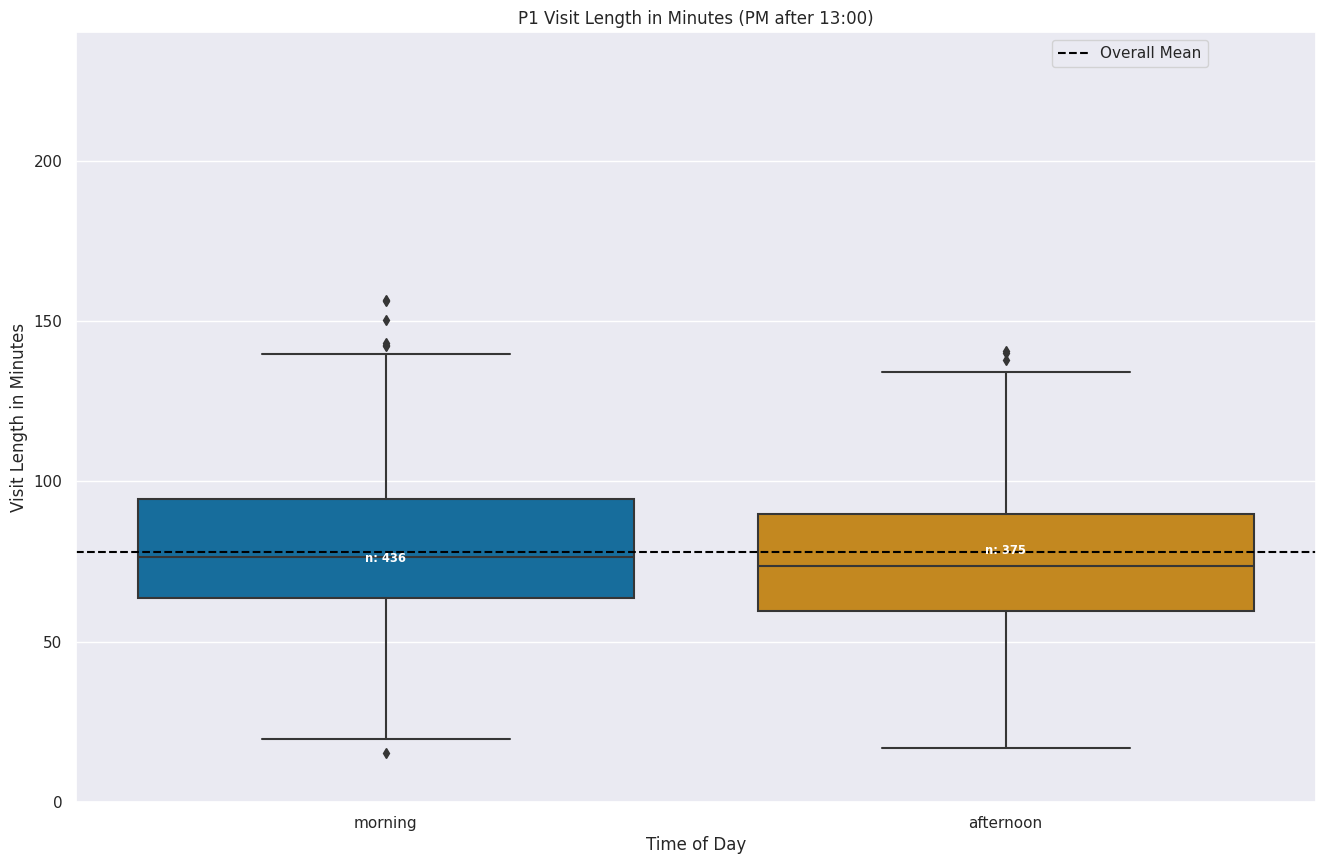 P1 Visit Length in Minutes (PM after 13:00)
Overall Mean
Visit Length in Minutes
200
150
100
50
0
n: 436
n: 375
morning
afternoon
Time of Day